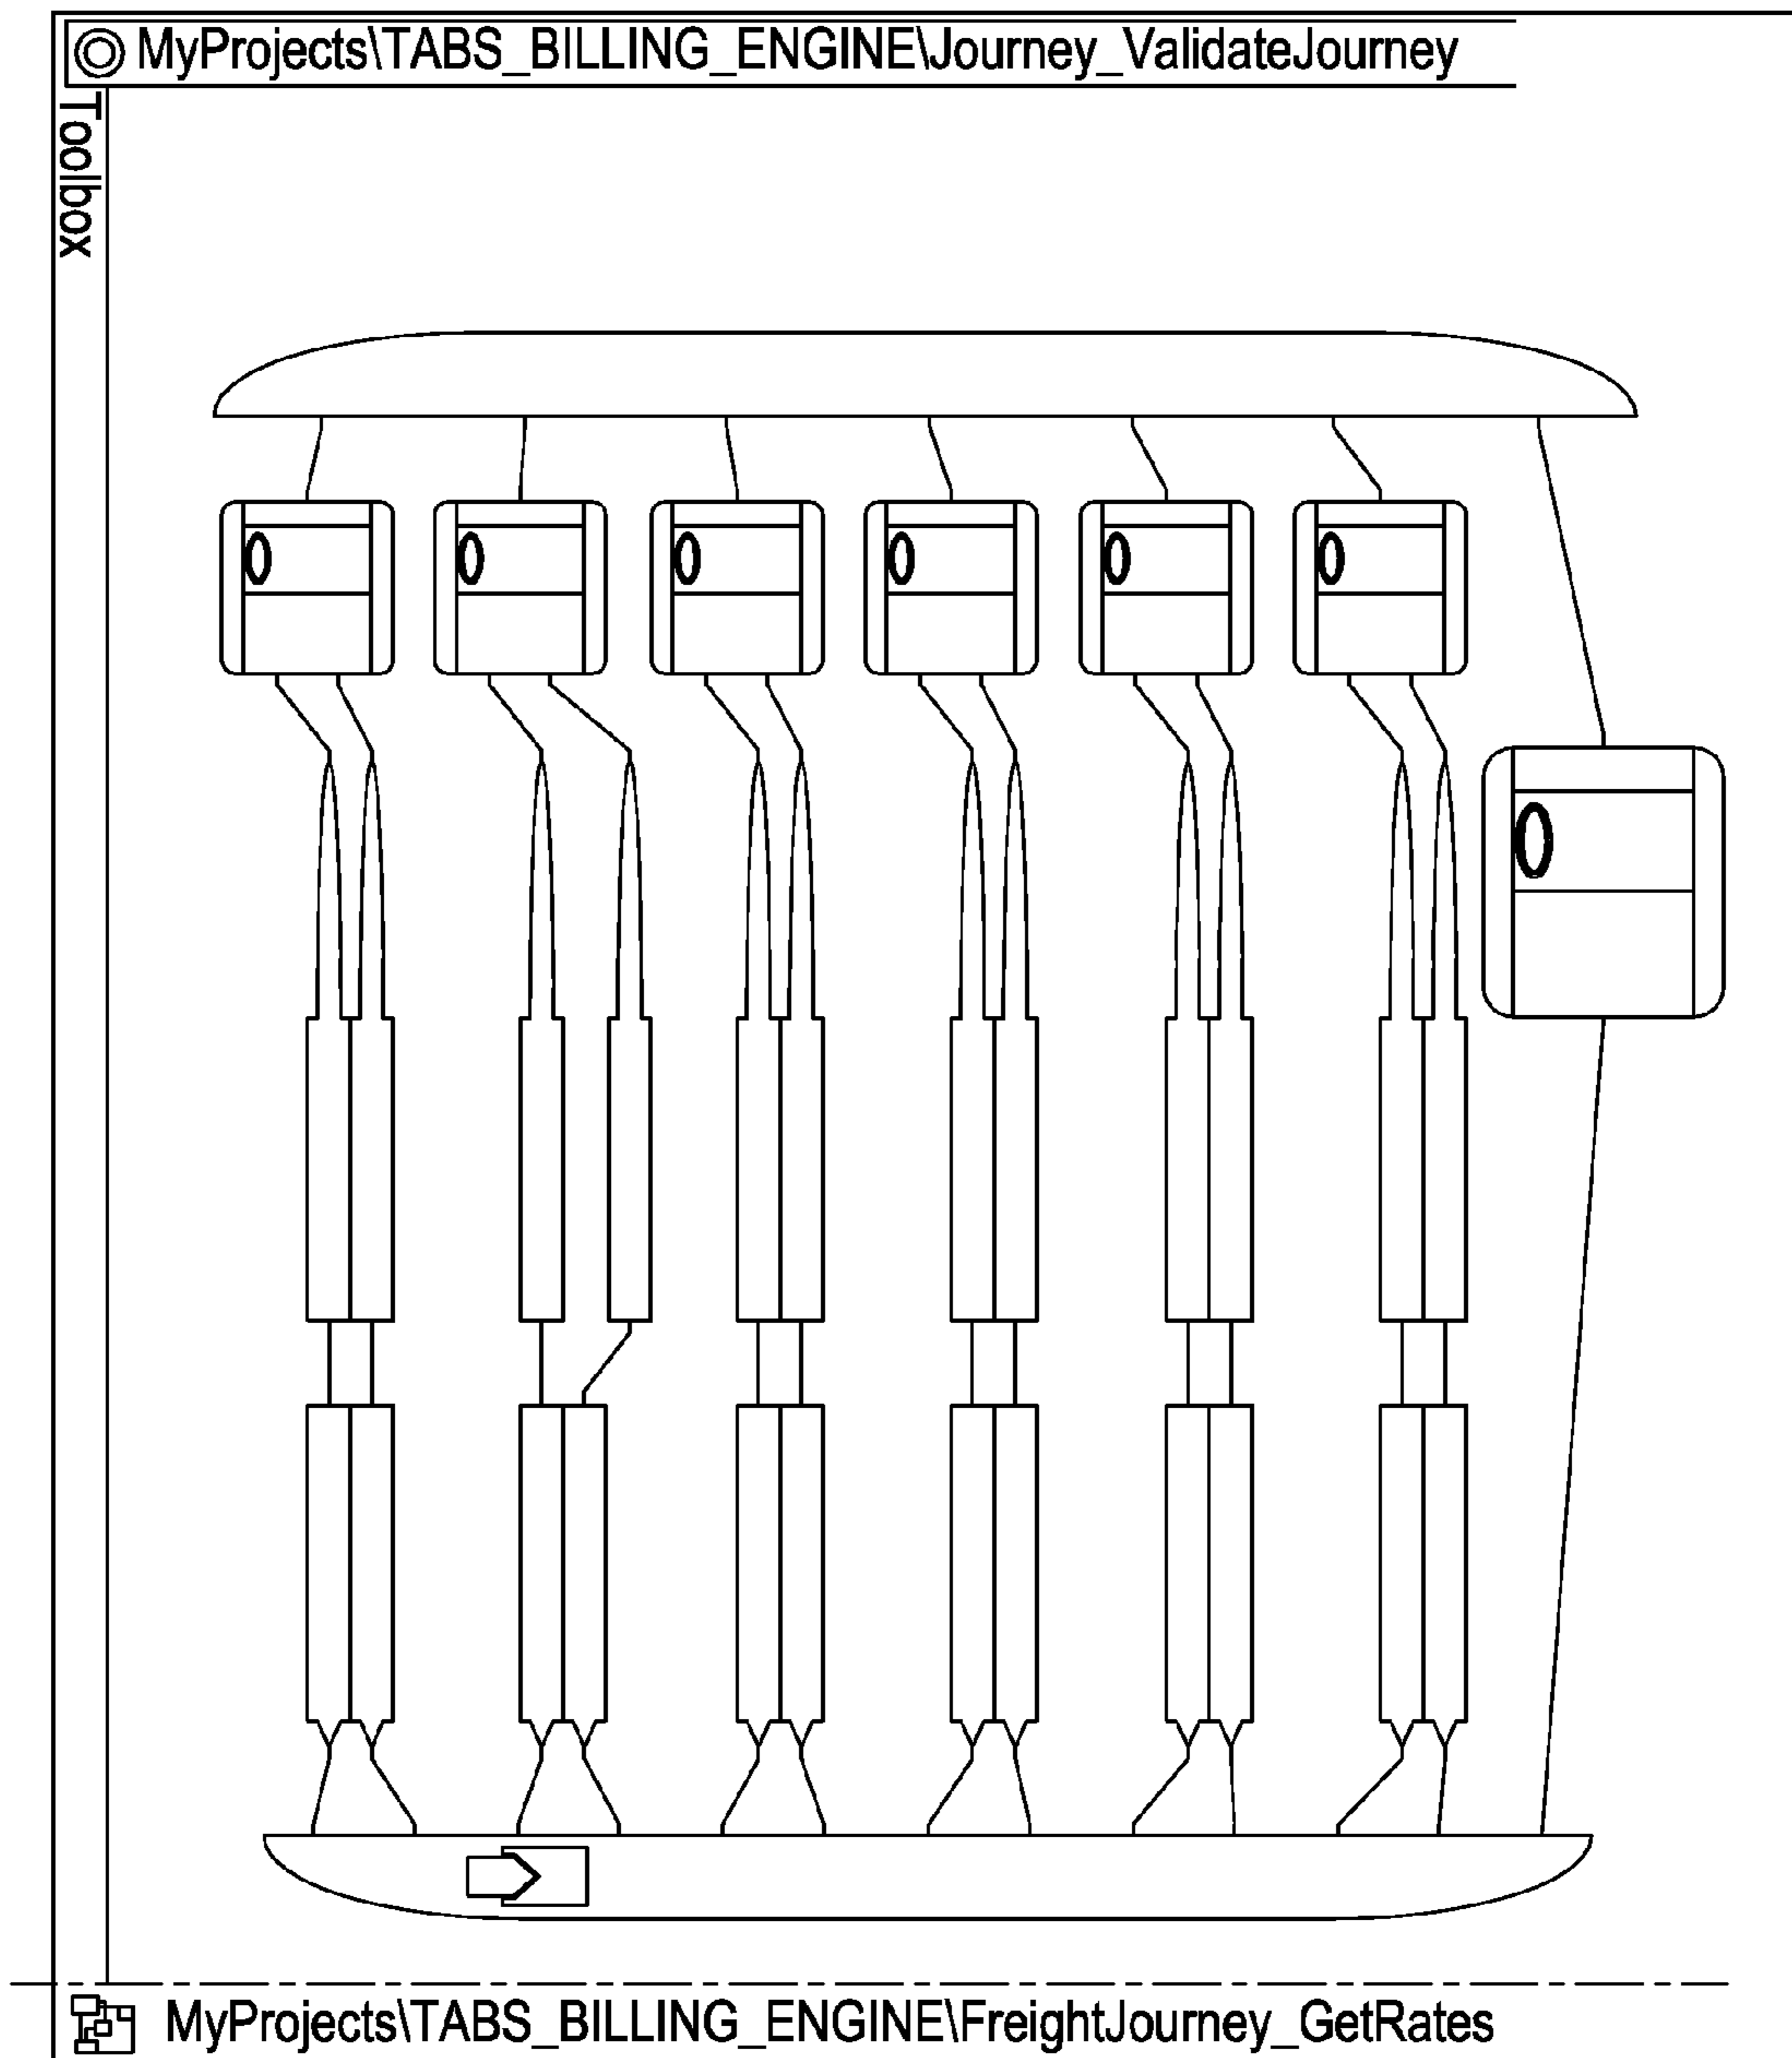 MyProjects\TABS_BILLING_ENGINE\Journey_ValidateJourney
Toolbox
MyProjects\TABS_BILLING_ENGINE\FreightJourney_GetRates